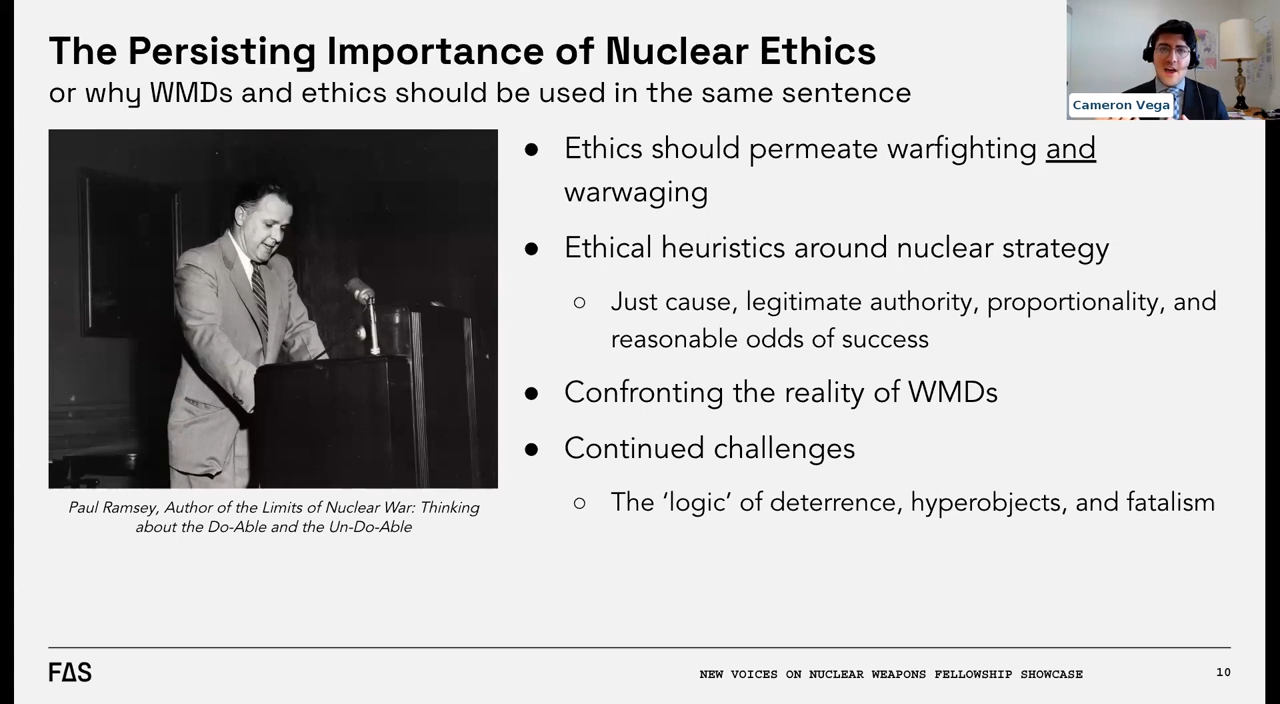 The Persisting Importance of Nuclear Ethics
or why WMDs and ethics should be used in the same sentence
Cameron Vega
● Ethics should permeate warfighting and
warwaging
● Ethical heuristics around nuclear strategy
○ Just cause, legitimate authority, proportionality, and
reasonable odds of success
● Confronting the reality of WMDs
● Continued challenges
○ The ‘logic’ of deterrence, hyperobjects, and fatalism
Paul Ramsey, Author of the Limits of Nuclear War: Thinking
about the Do-Able and the Un-Do-Able
FAS
NEW VOICES ON NUCLEAR WEAPONS FELLOWSHIP SHOWCASE
10